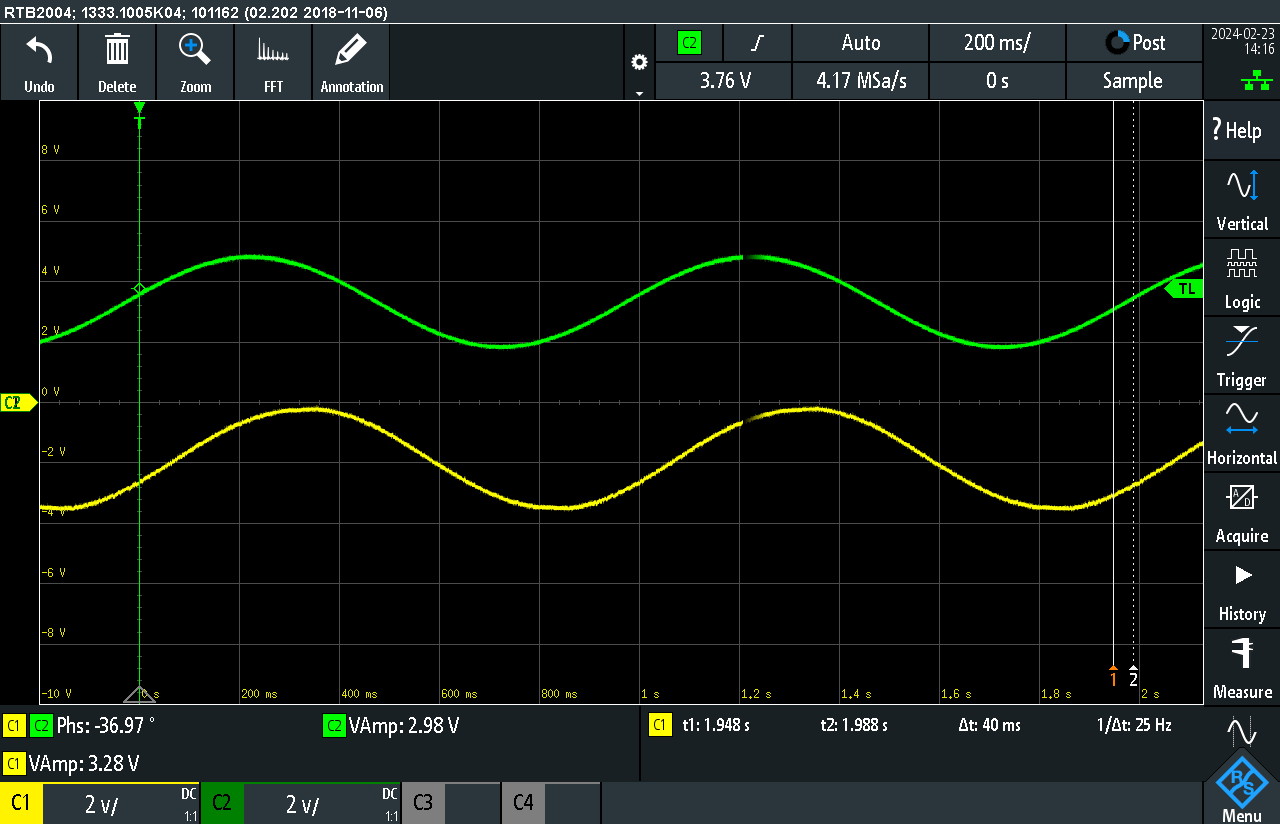 RTB2004; 1333.1005K04; 101162 (02.202 2018-11-06)
Undo Delete Zoom FFT Annotation
C2 Auto 200 ms/ Post
3.76 V 4.17 MSa/s 0 s Sample
2024-02-23
14:16
T
? Help
8 V
6 V
4 V
2 V
0 V
-2 V
-4 V
-6 V
-8 V
-10 V
TL
Vertical
Logic
Trigger
Horizontal
A/D
Acquire
History
Measure
1 2
0 s 200 ms 400 ms 600 ms 800 ms 1 s 1.2 s 1.4 s 1.6 s 1.8 s 2 s
C1 C2 Phs: -36.97 ° C2 VAmp: 2.98 V C1 t1: 1.948 s t2: 1.988 s Δt: 40 ms 1/Δt: 25 Hz
C1 VAmp: 3.28 V
C1 2 V/ DC 1:1 C2 2 V/ DC 1:1 C3 C4
R&S
Menu